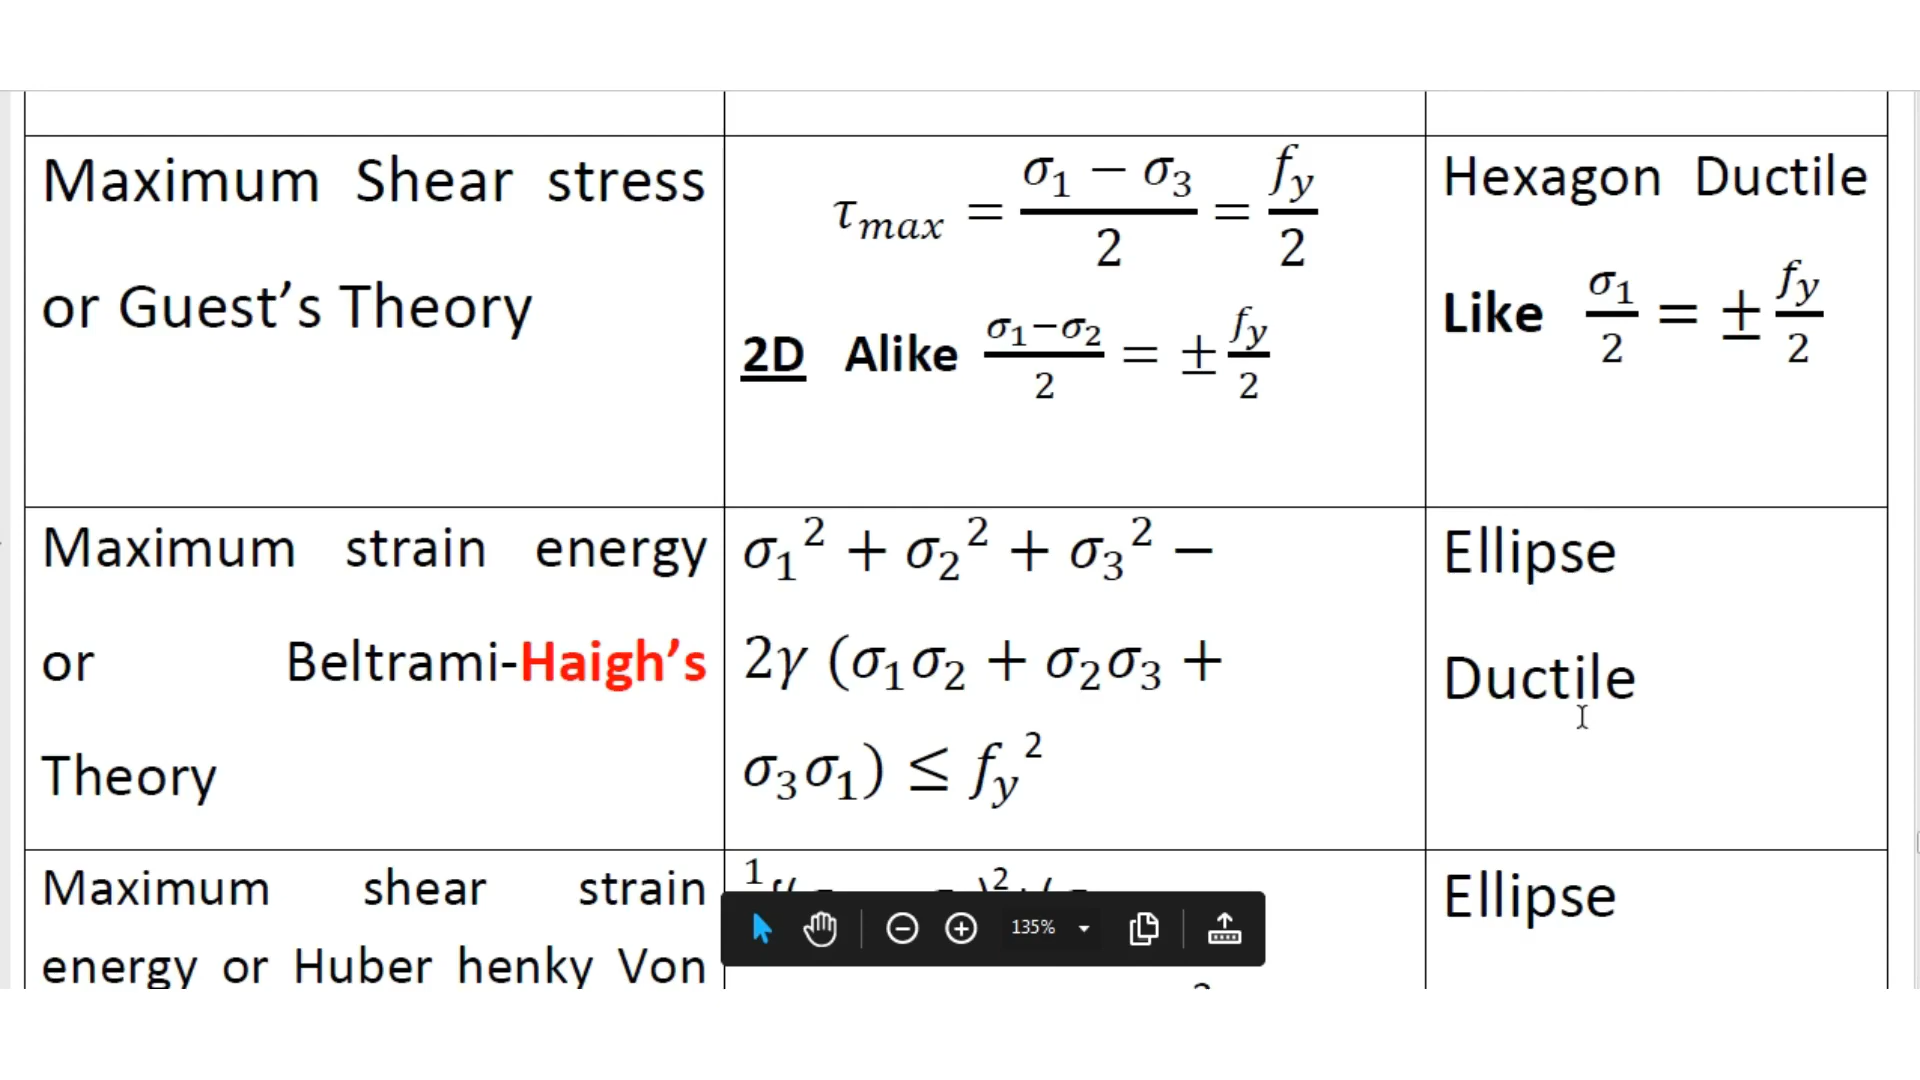 Maximum Shear stress
or Guest's Theory
τmax = (σ1 − σ3)/2 = fy/2
2D Alike (σ1−σ2)/2 = ± fy/2
Hexagon Ductile
Like σ1/2 = ± fy/2
Maximum strain energy
or Beltrami-Haigh's
Theory
σ1² + σ2² + σ3² −
2γ (σ1σ2 + σ2σ3 +
σ3σ1) ≤ fy²
Ellipse
Ductile
Maximum shear strain
energy or Huber henky Von
Ellipse
135%